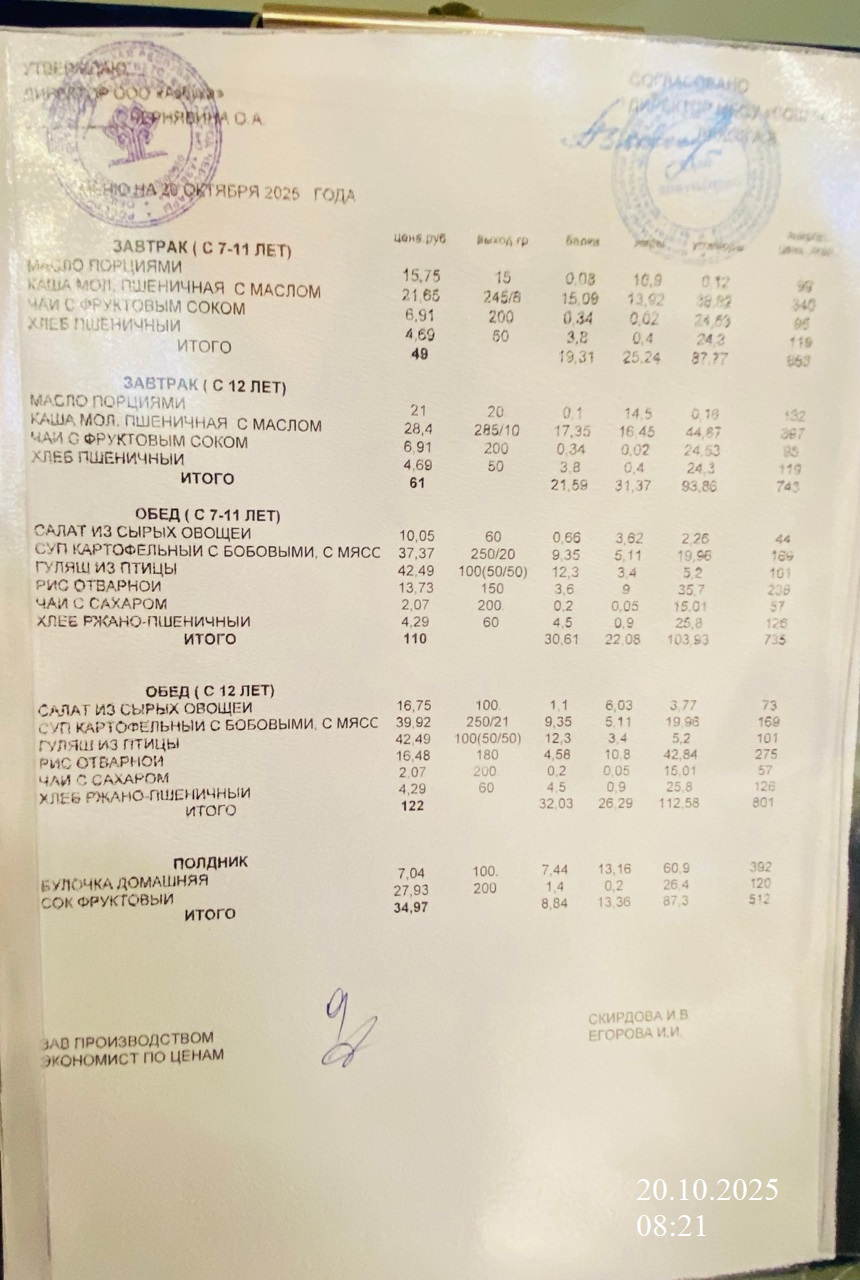 УТВЕРЖДАЮ
ДИРЕКТОР ООО «Азбука»
ЧЕРНЯВИНА О.А.
СОГЛАСОВАНО
ДИРЕКТОР
МЕНЮ НА 20 ОКТЯБРЯ 2025 ГОДА
ЗАВТРАК ( С 7-11 ЛЕТ) цена руб Выход гр белки жиры углеводы
МАСЛО ПОРЦИЯМИ 15,75 15 0,08 10,9 0,12 99
КАША МОЛ. ПШЕНИЧНАЯ С МАСЛОМ 21,65 245/8 15,09 13,92 38,82 340
ЧАЙ С ФРУКТОВЫМ СОКОМ 6,91 200 0,34 0,02 24,53 95
ХЛЕБ ПШЕНИЧНЫЙ 4,69 50 3,8 0,4 24,3 119
ИТОГО 49 19,31 25,24 87,77 653
ЗАВТРАК ( С 12 ЛЕТ)
МАСЛО ПОРЦИЯМИ 21 20 0,1 14,5 0,16 132
КАША МОЛ. ПШЕНИЧНАЯ С МАСЛОМ 28,4 285/10 17,35 16,45 44,87 397
ЧАЙ С ФРУКТОВЫМ СОКОМ 6,91 200 0,34 0,02 24,53 95
ХЛЕБ ПШЕНИЧНЫЙ 4,69 50 3,8 0,4 24,3 119
ИТОГО 61 21,59 31,37 93,86 743
ОБЕД ( С 7-11 ЛЕТ)
САЛАТ ИЗ СЫРЫХ ОВОЩЕЙ 10,05 60 0,66 3,62 2,26 44
СУП КАРТОФЕЛЬНЫЙ С БОБОВЫМИ, С МЯСС 37,37 250/20 9,35 5,11 19,96 169
ГУЛЯШ ИЗ ПТИЦЫ 42,49 100(50/50) 12,3 3,4 5,2 101
РИС ОТВАРНОЙ 13,73 150 3,6 9 35,7 238
ЧАЙ С САХАРОМ 2,07 200 0,2 0,05 15,01 57
ХЛЕБ РЖАНО-ПШЕНИЧНЫЙ 4,29 60 4,5 0,9 25,8 126
ИТОГО 110 30,61 22,08 103,93 735
ОБЕД ( С 12 ЛЕТ)
САЛАТ ИЗ СЫРЫХ ОВОЩЕЙ 16,75 100 1,1 6,03 3,77 73
СУП КАРТОФЕЛЬНЫЙ С БОБОВЫМИ, С МЯСС 39,92 250/21 9,35 5,11 19,96 169
ГУЛЯШ ИЗ ПТИЦЫ 42,49 100(50/50) 12,3 3,4 5,2 101
РИС ОТВАРНОЙ 16,48 180 4,58 10,8 42,84 275
ЧАЙ С САХАРОМ 2,07 200 0,2 0,05 15,01 57
ХЛЕБ РЖАНО-ПШЕНИЧНЫЙ 4,29 60 4,5 0,9 25,8 126
ИТОГО 122 32,03 26,29 112,58 801
ПОЛДНИК
БУЛОЧКА ДОМАШНЯЯ 7,04 100 7,44 13,16 60,9 392
СОК ФРУКТОВЫЙ 27,93 200 1,4 0,2 26,4 120
ИТОГО 34,97 8,84 13,36 87,3 512
ЗАВ ПРОИЗВОДСТВОМ СКИРДОВА И.В
ЭКОНОМИСТ ПО ЦЕНАМ ЕГОРОВА И.И.
20.10.2025
08:21